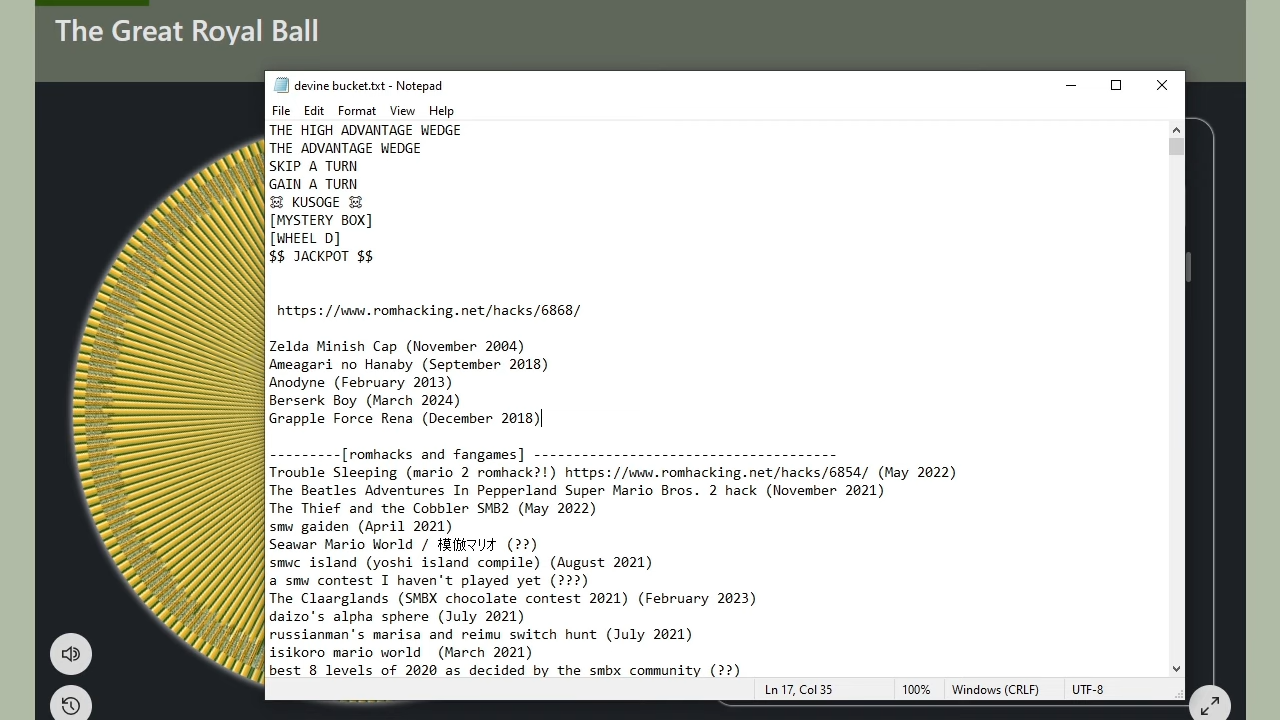 The Great Royal Ball
devine bucket.txt - Notepad
File Edit Format View Help
THE HIGH ADVANTAGE WEDGE
THE ADVANTAGE WEDGE
SKIP A TURN
GAIN A TURN
🕱 KUSOGE 🕱
[MYSTERY BOX]
[WHEEL D]
$$ JACKPOT $$
https://www.romhacking.net/hacks/6868/
Zelda Minish Cap (November 2004)
Ameagari no Hanaby (September 2018)
Anodyne (February 2013)
Berserk Boy (March 2024)
Grapple Force Rena (December 2018)
---------[romhacks and fangames] --------------------------------------
Trouble Sleeping (mario 2 romhack?!) https://www.romhacking.net/hacks/6854/ (May 2022)
The Beatles Adventures In Pepperland Super Mario Bros. 2 hack (November 2021)
The Thief and the Cobbler SMB2 (May 2022)
smw gaiden (April 2021)
Seawar Mario World / 模倣マリオ (??)
smwc island (yoshi island compile) (August 2021)
a smw contest I haven't played yet (???)
The Claarglands (SMBX chocolate contest 2021) (February 2023)
daizo's alpha sphere (July 2021)
russianman's marisa and reimu switch hunt (July 2021)
isikoro mario world  (March 2021)
best 8 levels of 2020 as decided by the smbx community (??)
Ln 17, Col 35 100% Windows (CRLF) UTF-8